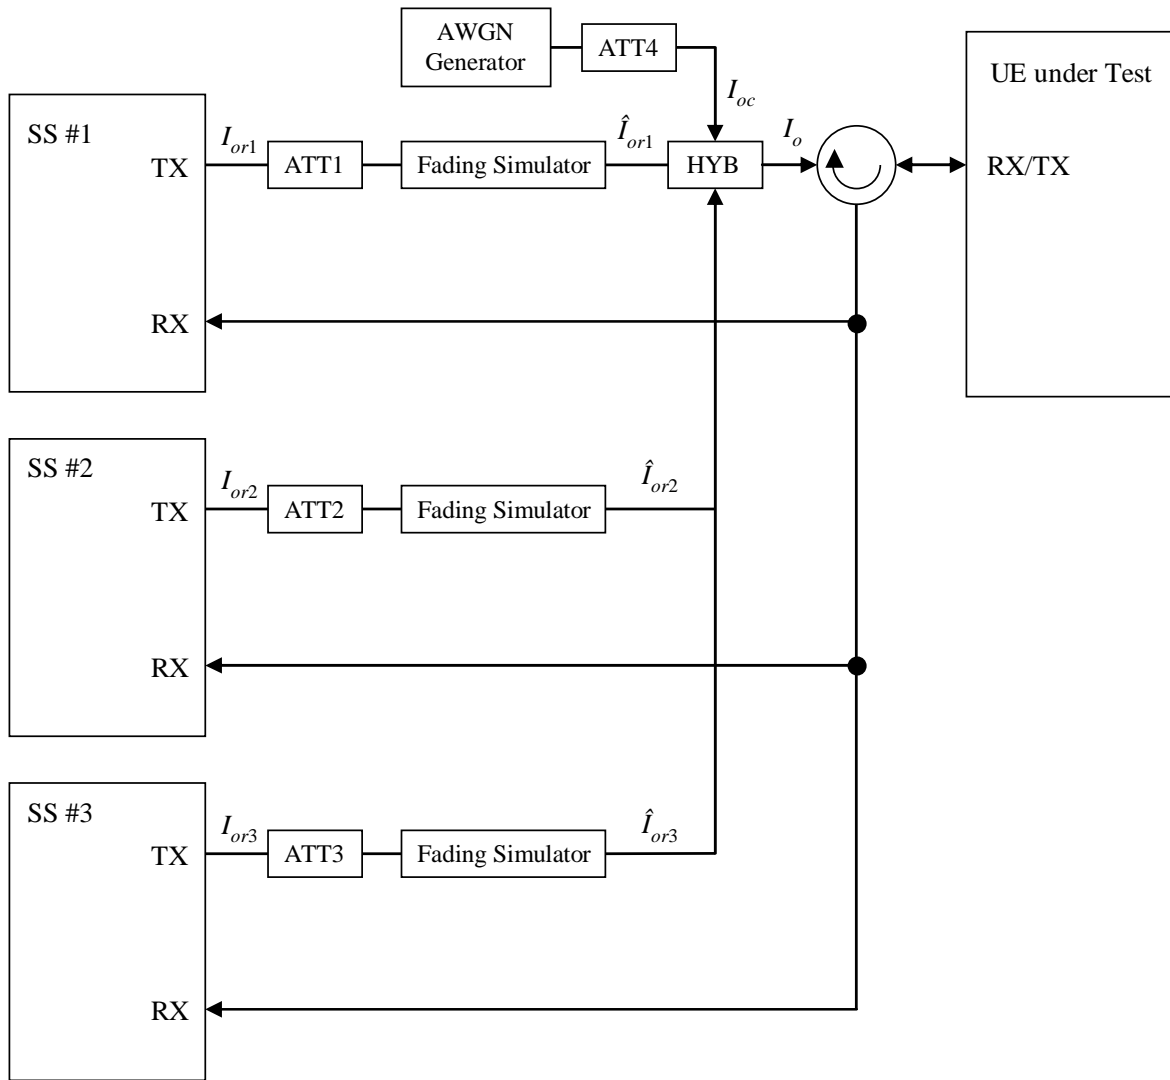 AWGN
Generator
ATT4
UE under Test
I_oc
SS #1
I_or1
Î_or1
I_o
TX
ATT1
Fading Simulator
HYB
RX/TX
RX
SS #2
I_or2
Î_or2
TX
ATT2
Fading Simulator
RX
SS #3
I_or3
Î_or3
TX
ATT3
Fading Simulator
RX